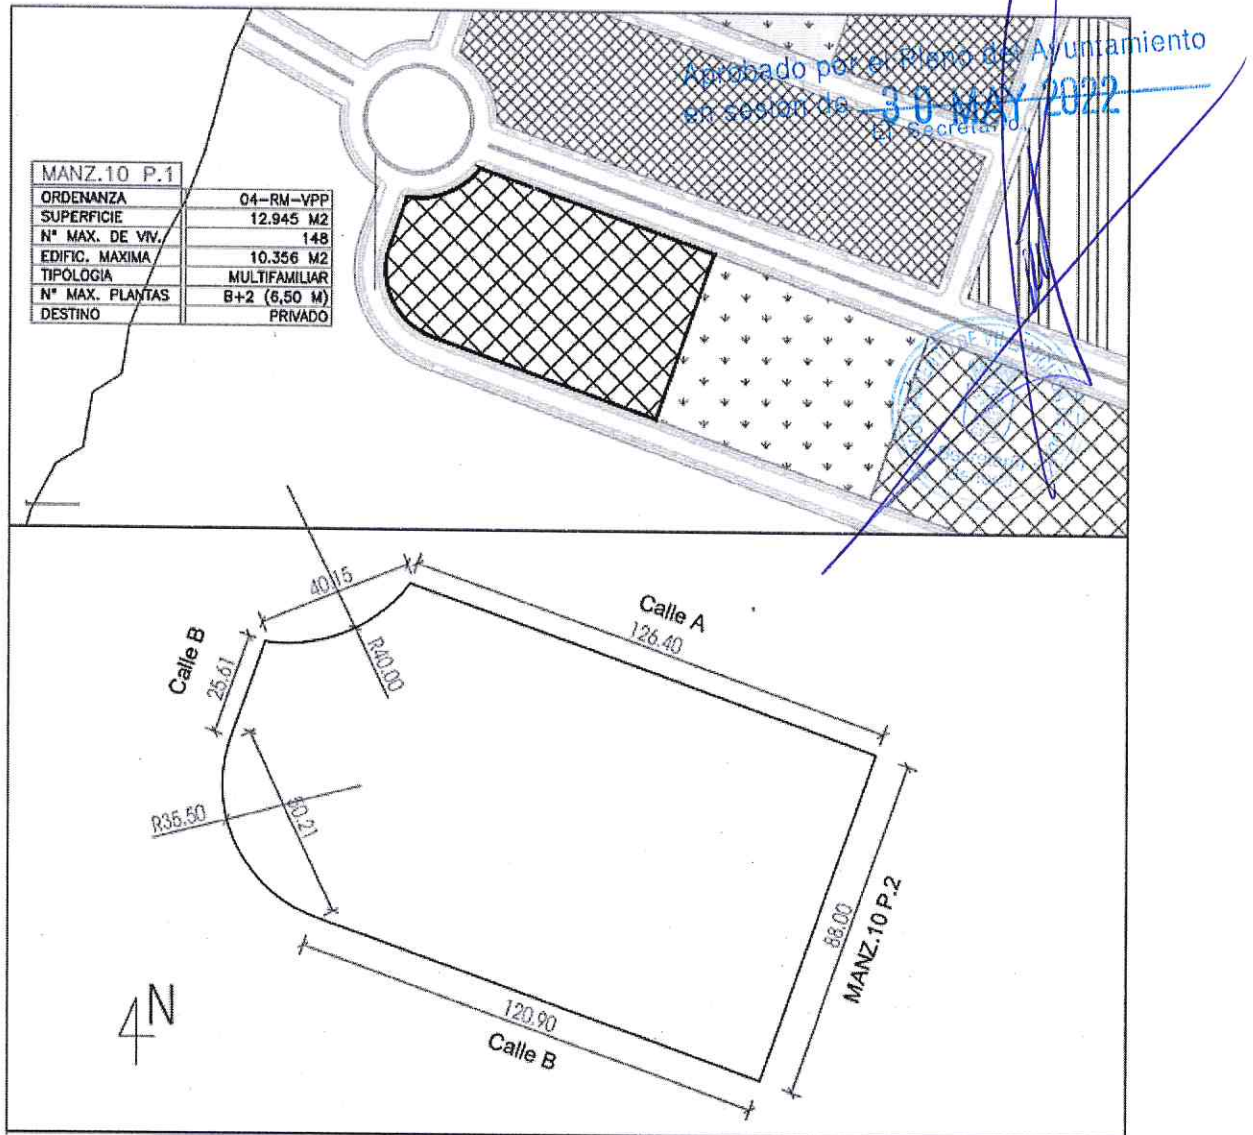 Aprobado por el Pleno del Ayuntamiento
en sesión de 30 MAY 2022
El Secretario,
MANZ.10 P.1
ORDENANZA 04-RM-VPP
SUPERFICIE 12.945 M2
Nº MAX. DE VIV. 148
EDIFIC. MAXIMA 10.356 M2
TIPOLOGIA MULTIFAMILIAR
Nº MAX. PLANTAS B+2 (6,50 M)
DESTINO PRIVADO
40.15
Calle A
126.40
Calle B
25.61
R40.00
R35.50
50.21
88.00
MANZ.10 P.2
120.90
Calle B
N